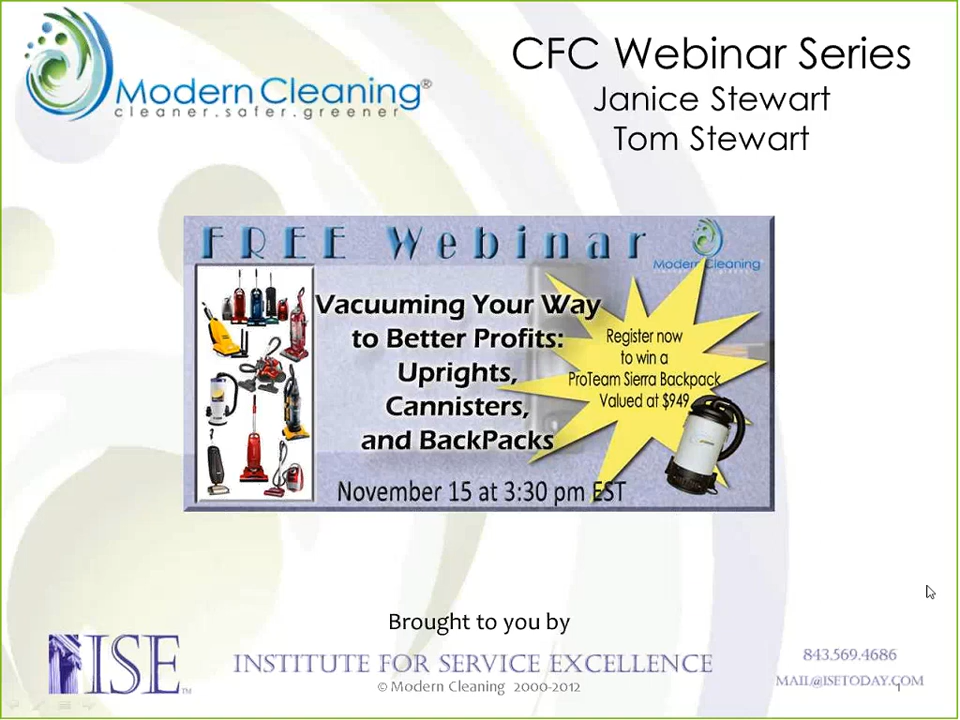 Modern Cleaning®
cleaner.safer.greener
CFC Webinar Series
Janice Stewart
Tom Stewart
FREE Webinar
Modern Cleaning
Vacuuming Your Way
to Better Profits:
Uprights,
Cannisters,
and BackPacks
Register now
to win a
ProTeam Sierra Backpack
Valued at $949
November 15 at 3:30 pm EST
Brought to you by
ISE™
INSTITUTE FOR SERVICE EXCELLENCE
843.569.4686
MAIL@ISETODAY.COM
© Modern Cleaning 2000-2012
1